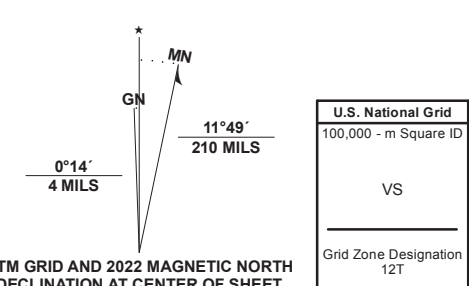 ★
MN
GN
11°49´
210 MILS
0°14´
4 MILS
TM GRID AND 2022 MAGNETIC NORTH
DECLINATION AT CENTER OF SHEET
U.S. National Grid
100,000 - m Square ID
VS
Grid Zone Designation
12T